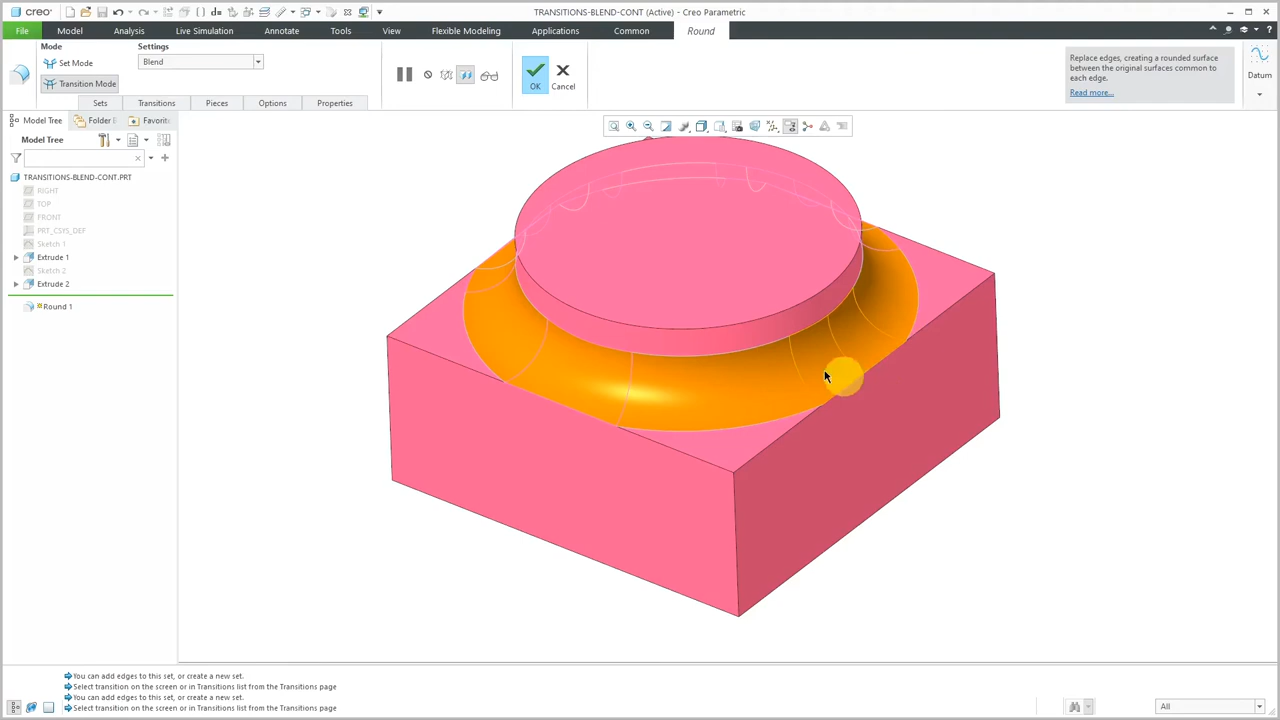 creo TRANSITIONS-BLEND-CONT (Active) - Creo Parametric
File Model Analysis Live Simulation Annotate Tools View Flexible Modeling Applications Common Round
Mode Settings
Set Mode Blend
Transition Mode
OK Cancel
Replace edges, creating a rounded surface
between the original surfaces common to
each edge.
Read more...
Datum
Sets Transitions Pieces Options Properties
Model Tree Folder Favorit
Model Tree
TRANSITIONS-BLEND-CONT.PRT
RIGHT
TOP
FRONT
PRT_CSYS_DEF
Sketch 1
Extrude 1
Sketch 2
Extrude 2
Round 1
You can add edges to this set, or create a new set.
Select transition on the screen or in Transitions list from the Transitions page
You can add edges to this set, or create a new set.
Select transition on the screen or in Transitions list from the Transitions page
All